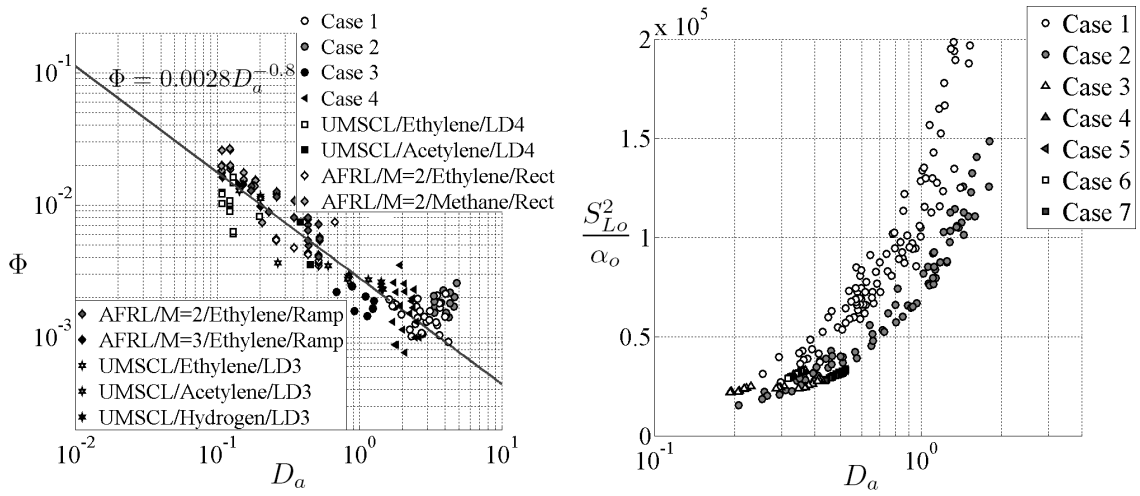 Case 1
Case 2
Case 3
Case 4
UMSCL/Ethylene/LD4
UMSCL/Acetylene/LD4
AFRL/M=2/Ethylene/Rect
AFRL/M=2/Methane/Rect
Φ = 0.0028D_a^{-0.8}
10^{-1}
10^{-2}
10^{-3}
Φ
AFRL/M=2/Ethylene/Ramp
AFRL/M=3/Ethylene/Ramp
UMSCL/Ethylene/LD3
UMSCL/Acetylene/LD3
UMSCL/Hydrogen/LD3
10^{-2} 10^{-1} 10^0 10^1
D_a
2 x 10^5
1.5
1
0.5
0
S_{Lo}^2
α_o
Case 1
Case 2
Case 3
Case 4
Case 5
Case 6
Case 7
10^{-1} 10^0
D_a